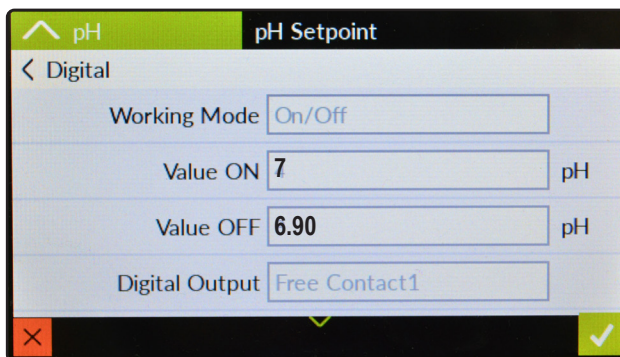 pH pH Setpoint
Digital
Working Mode On/Off
Value ON 7 pH
Value OFF 6.90 pH
Digital Output Free Contact1